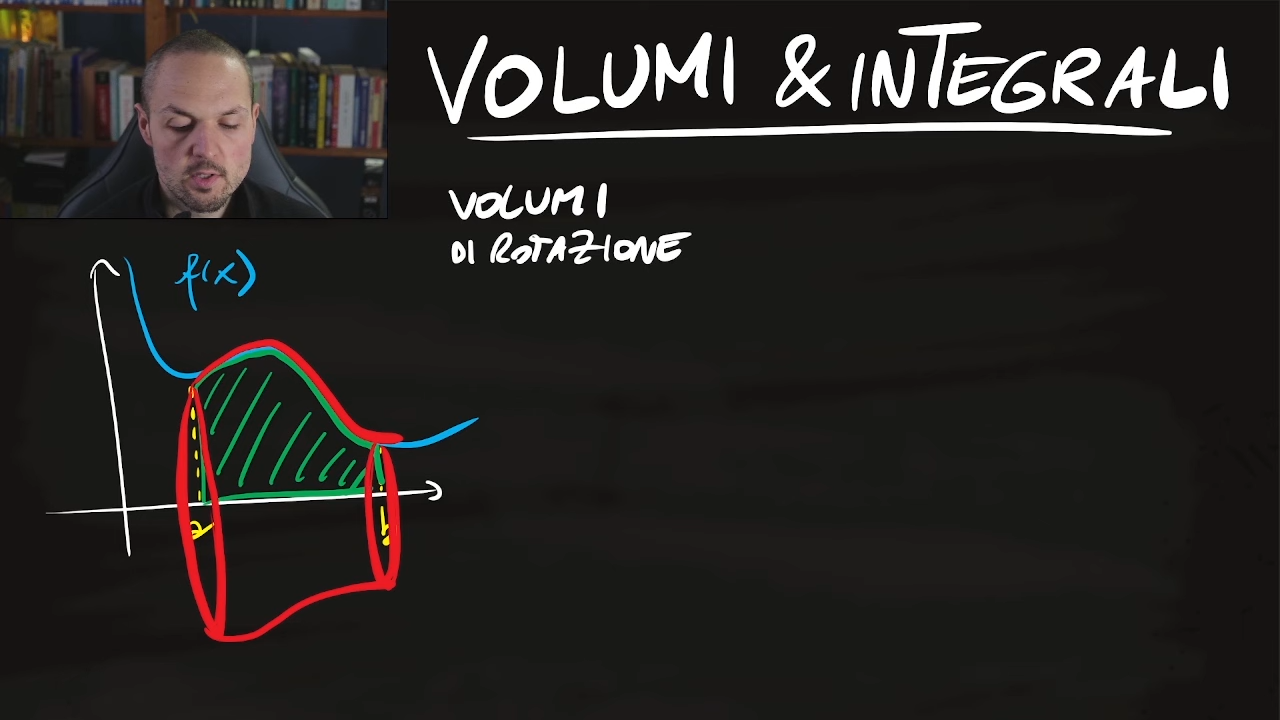 VOLUMI & INTEGRALI
VOLUMI
DI ROTAZIONE
f(x)
a
b